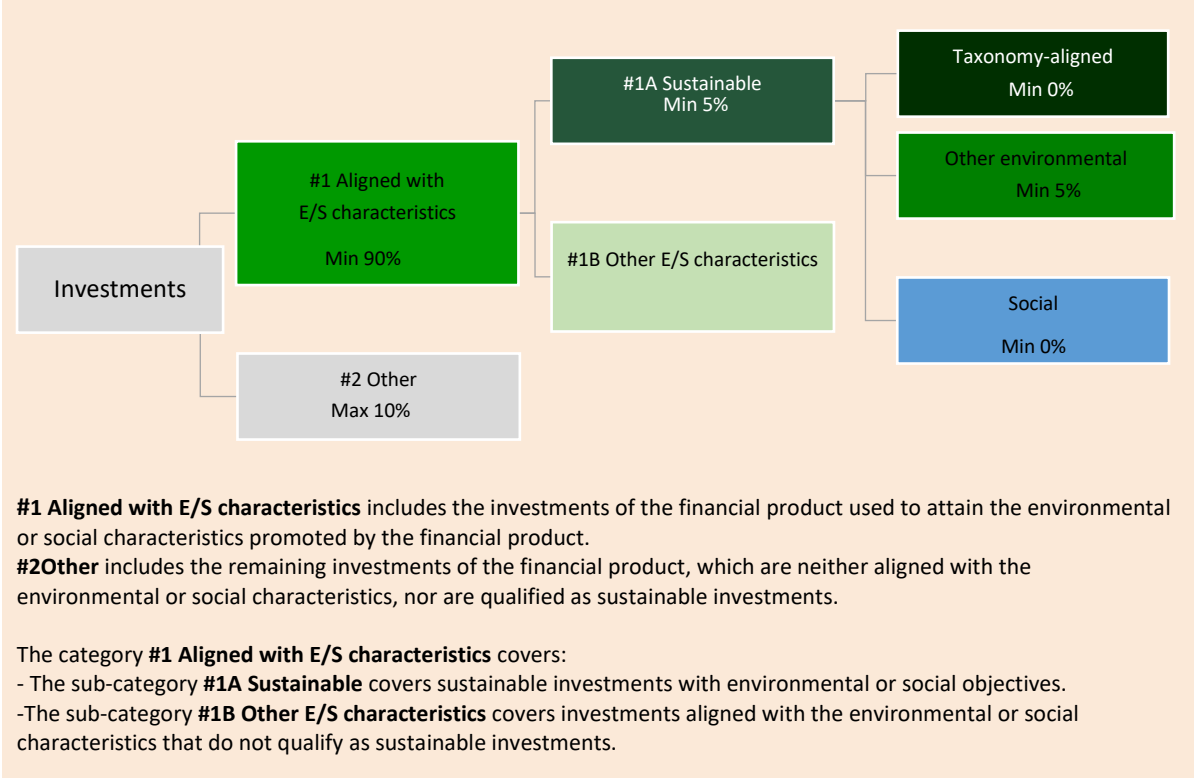 Investments
#1 Aligned with
E/S characteristics
Min 90%
#2 Other
Max 10%
#1A Sustainable
Min 5%
#1B Other E/S characteristics
Taxonomy-aligned
Min 0%
Other environmental
Min 5%
Social
Min 0%
#1 Aligned with E/S characteristics includes the investments of the financial product used to attain the environmental
or social characteristics promoted by the financial product.
#2Other includes the remaining investments of the financial product, which are neither aligned with the
environmental or social characteristics, nor are qualified as sustainable investments.
The category #1 Aligned with E/S characteristics covers:
- The sub-category #1A Sustainable covers sustainable investments with environmental or social objectives.
-The sub-category #1B Other E/S characteristics covers investments aligned with the environmental or social
characteristics that do not qualify as sustainable investments.